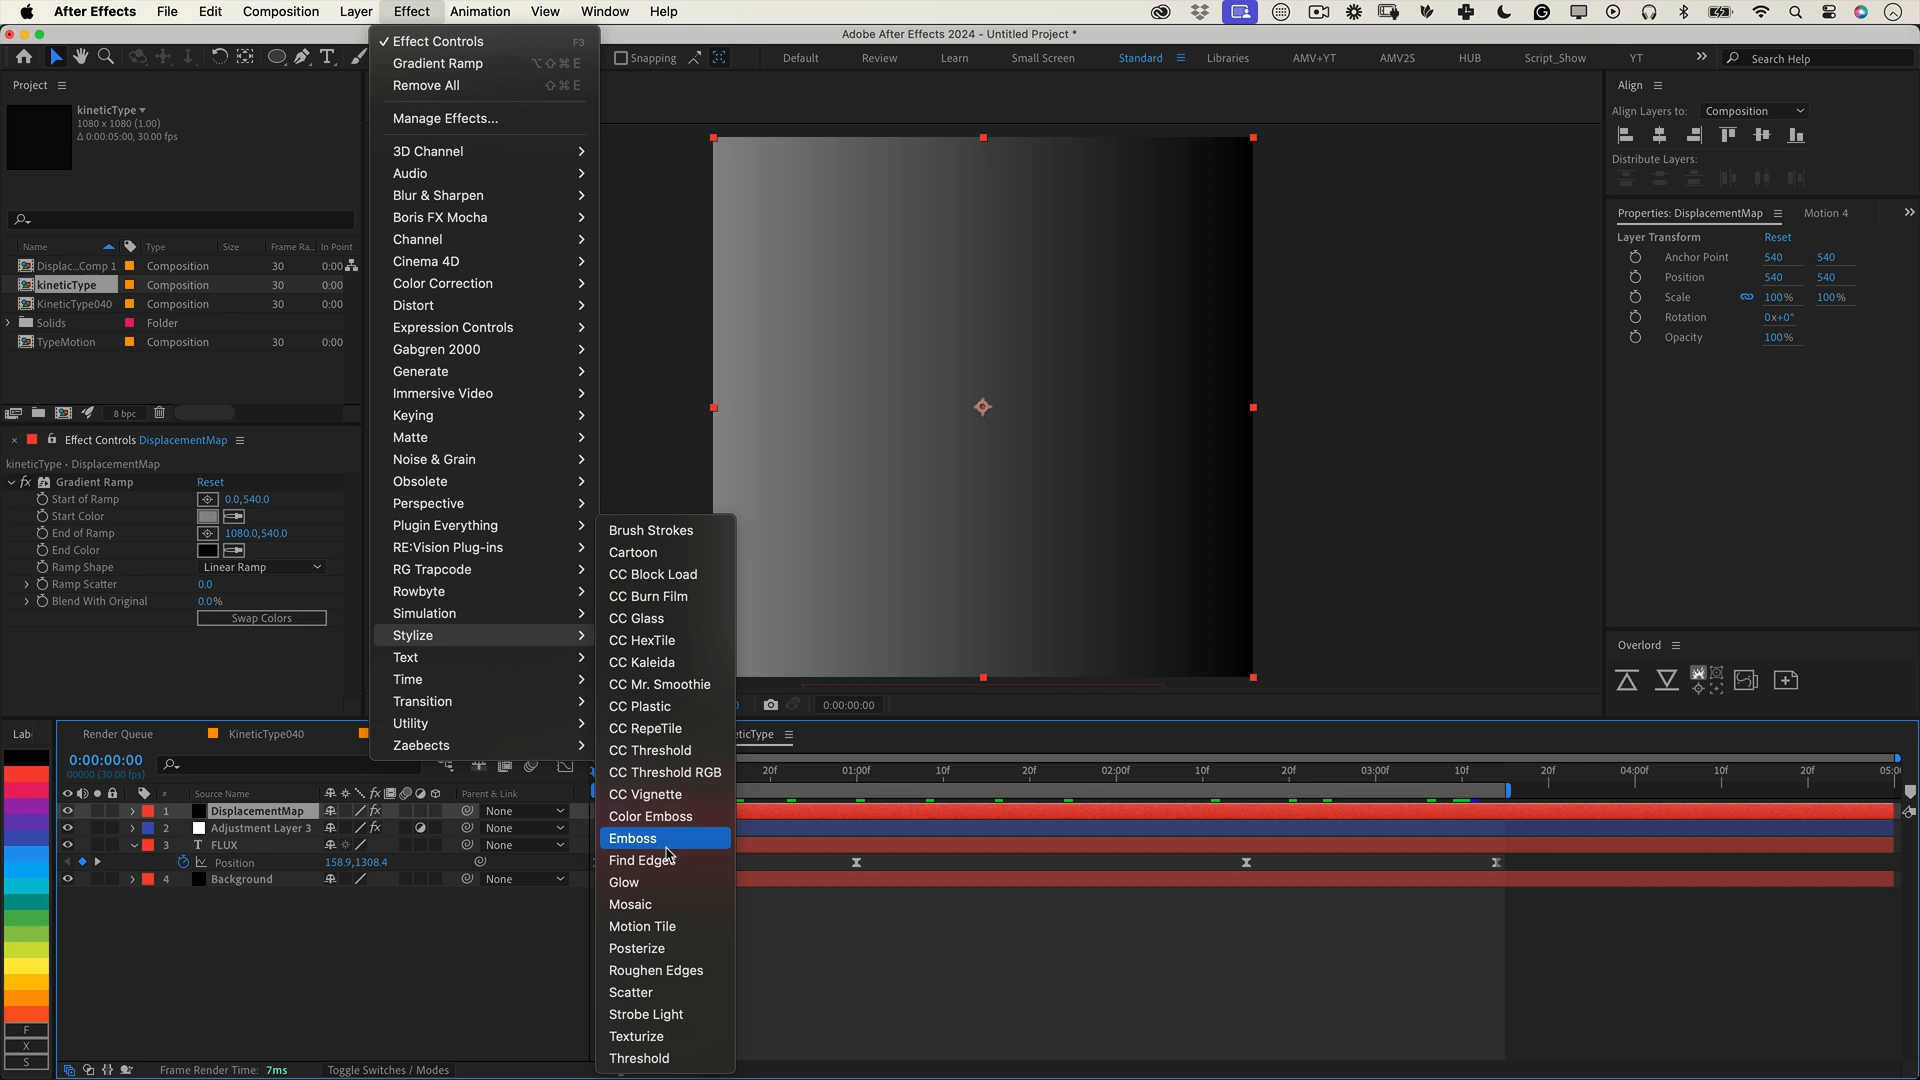 After Effects File Edit Composition Layer Effect Animation View Window Help
Adobe After Effects 2024 - Untitled Project *
Snapping Default Review Learn Small Screen Standard Libraries AMV+YT AMV2S HUB Script_Show YT Search Help
Project
kineticType
1080 x 1080 (1.00)
Δ 0:00:05:00, 30.00 fps
Name Type Size Frame Ra... In Point
Displac...Comp 1 Composition 30 0:00
kineticType Composition 30 0:00
KineticType040 Composition 30 0:00
Solids Folder
TypeMotion Composition 30 0:00
8 bpc
Effect Controls DisplacementMap
kineticType • DisplacementMap
fx Gradient Ramp Reset
Start of Ramp 0.0,540.0
Start Color
End of Ramp 1080.0,540.0
End Color
Ramp Shape Linear Ramp
Ramp Scatter 0.0
Blend With Original 0.0%
Swap Colors
Effect Controls F3
Gradient Ramp ⌥⇧⌘E
Remove All ⇧⌘E
Manage Effects...
3D Channel
Audio
Blur & Sharpen
Boris FX Mocha
Channel
Cinema 4D
Color Correction
Distort
Expression Controls
Gabgren 2000
Generate
Immersive Video
Keying
Matte
Noise & Grain
Obsolete
Perspective
Plugin Everything
RE:Vision Plug-ins
RG Trapcode
Rowbyte
Simulation
Stylize
Text
Time
Transition
Utility
Zaebects
Brush Strokes
Cartoon
CC Block Load
CC Burn Film
CC Glass
CC HexTile
CC Kaleida
CC Mr. Smoothie
CC Plastic
CC RepeTile
CC Threshold
CC Threshold RGB
CC Vignette
Color Emboss
Emboss
Find Edges
Glow
Mosaic
Motion Tile
Posterize
Roughen Edges
Scatter
Strobe Light
Texturize
Threshold
0:00:00:00
Align
Align Layers to: Composition
Distribute Layers:
Properties: DisplacementMap Motion 4
Layer Transform Reset
Anchor Point 540 540
Position 540 540
Scale 100% 100%
Rotation 0x+0°
Opacity 100%
Overlord
Lab Render Queue KineticType040 eticType
0:00:00:00
00000 (30.00 fps)
20f 01:00f 10f 20f 02:00f 10f 20f 03:00f 10f 20f 04:00f 10f 20f 05:0
# Source Name fx Parent & Link
1 DisplacementMap fx None
2 Adjustment Layer 3 fx None
3 T FLUX None
Position 158.9,1308.4
4 Background None
F
X
S
Frame Render Time: 7ms Toggle Switches / Modes